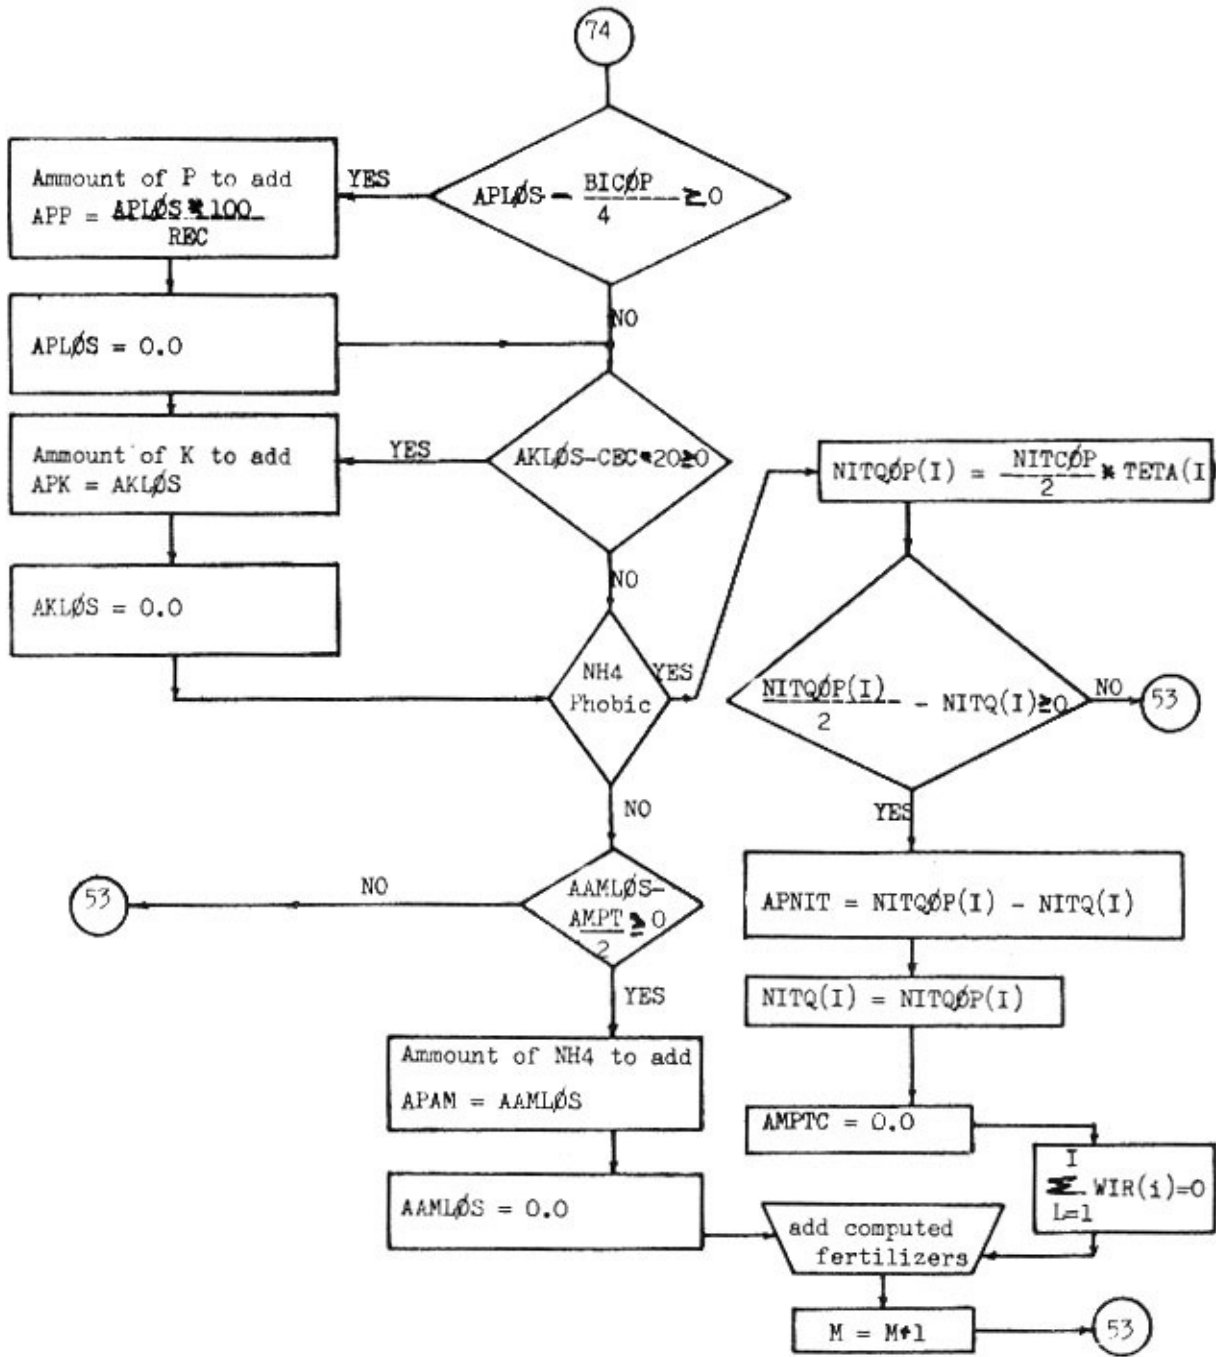 74
Ammount of P to add
APP = APLØS * 100
REC
YES
APLØS - BICØP ≥ 0
4
NO
APLØS = 0.0
Ammount of K to add
APK = AKLØS
YES
AKLØS-CEC*20≥0
NO
AKLØS = 0.0
NH4
Phobic
YES
NITQØP(I) = NITCØP * TETA(I
2
NITQØP(I) - NITQ(I)≥0
2
NO
53
YES
NO
AAMLØS-
AMPT ≥ 0
2
NO
53
YES
APNIT = NITQØP(I) - NITQ(I)
NITQ(I) = NITQØP(I)
Ammount of NH4 to add
APAM = AAMLØS
AMPTC = 0.0
I
Σ WIR(i)=0
L=1
AAMLØS = 0.0
add computed
fertilizers
M = M+1
53